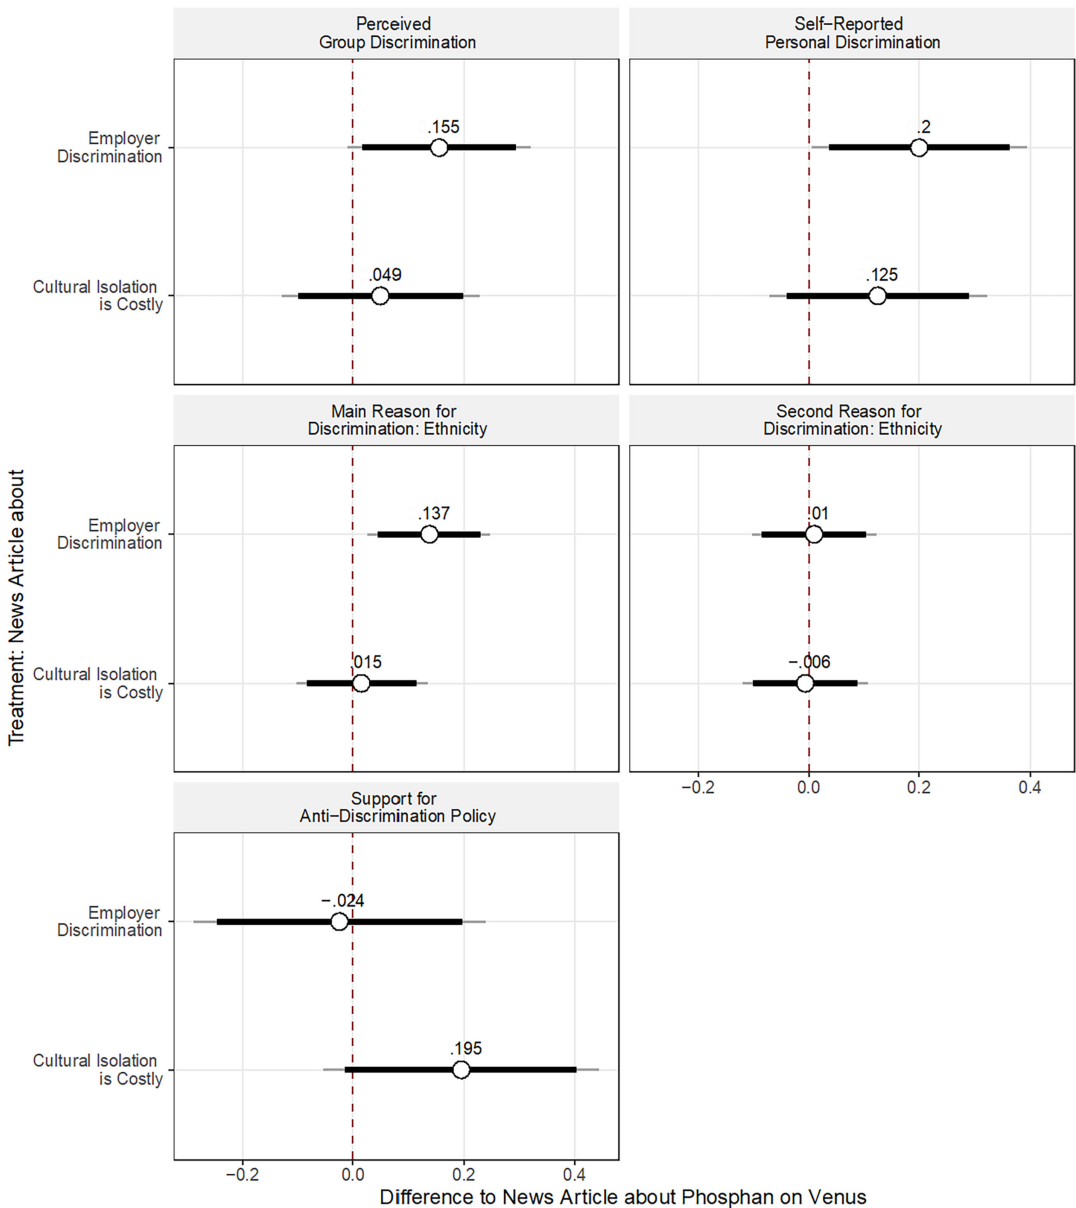 Perceived
Group Discrimination
Self−Reported
Personal Discrimination
Employer
Discrimination
.155
.2
Cultural Isolation
is Costly
.049
.125
Main Reason for
Discrimination: Ethnicity
Second Reason for
Discrimination: Ethnicity
Treatment: News Article about
Employer
Discrimination
.137
.01
Cultural Isolation
is Costly
.015
−.006
−0.2 0.0 0.2 0.4
Support for
Anti−Discrimination Policy
Employer
Discrimination
−.024
Cultural Isolation
is Costly
.195
−0.2 0.0 0.2 0.4
Difference to News Article about Phosphan on Venus